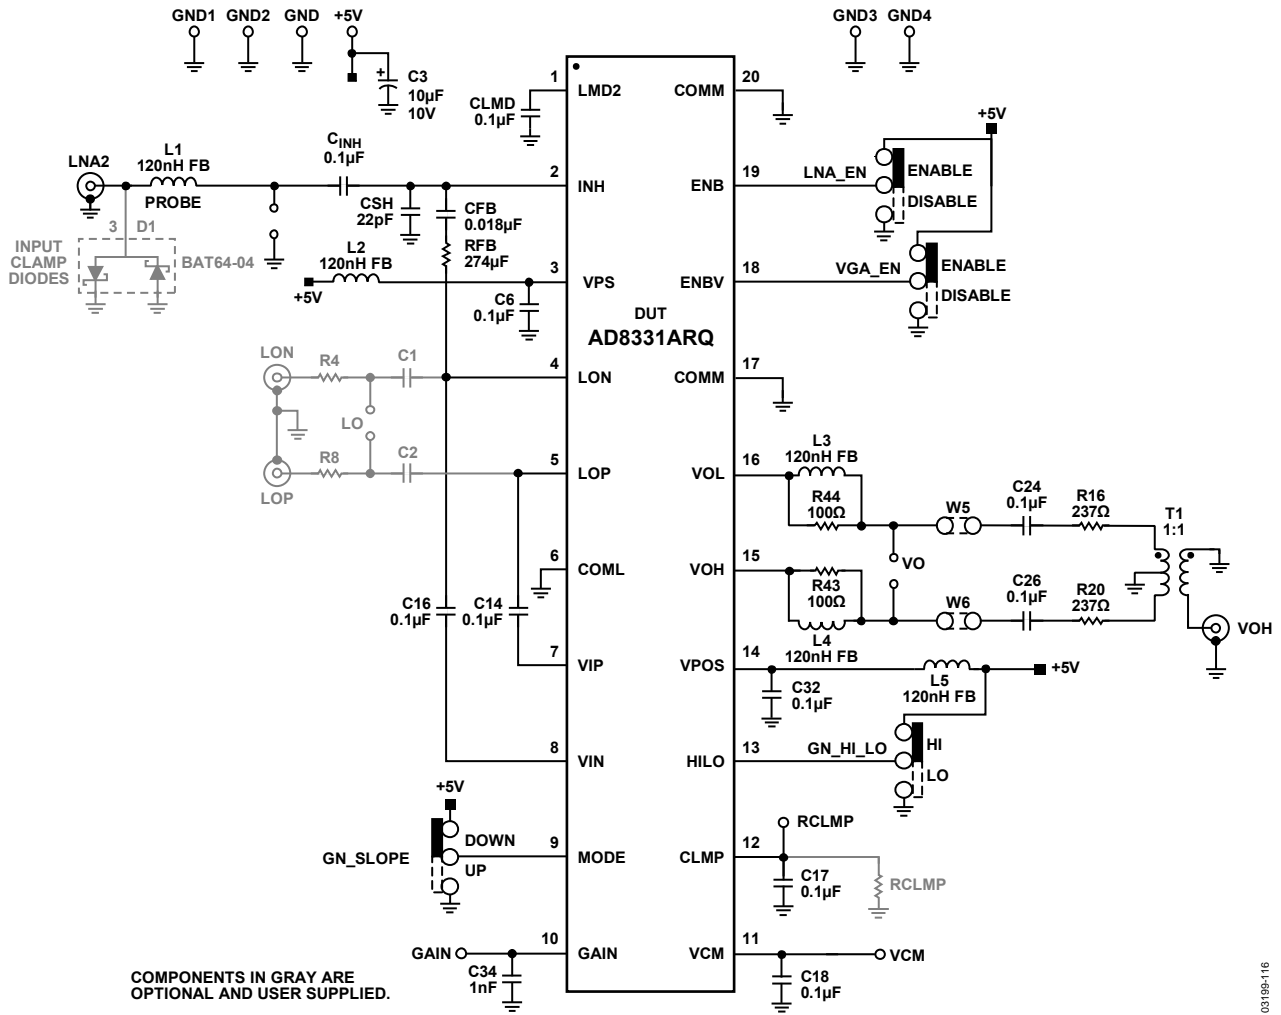 GND1 GND2 GND +5V
GND3 GND4
C3
10µF
10V
+
CLMD
0.1µF
1 LMD2
COMM 20
+5V
LNA2
L1
120nH FB
PROBE
CINH
0.1µF
2 INH
ENB 19
LNA_EN
ENABLE
DISABLE
CSH
22pF
CFB
0.018µF
RFB
274µF
3 D1
INPUT
CLAMP
DIODES
BAT64-04
L2
120nH FB
+5V
3 VPS
C6
0.1µF
ENBV 18
VGA_EN
ENABLE
DISABLE
DUT
AD8331ARQ
LON
R4
C1
4 LON
COMM 17
LO
LOP
R8
C2
5 LOP
VOL 16
L3
120nH FB
R44
100Ω
W5
C24
0.1µF
R16
237Ω
T1
1:1
6 COML
VOH 15
VO
R43
100Ω
L4
120nH FB
W6
C26
0.1µF
R20
237Ω
VOH
C16
0.1µF
C14
0.1µF
7 VIP
VPOS 14
C32
0.1µF
L5
120nH FB
+5V
8 VIN
HILO 13
GN_HI_LO
HI
LO
+5V
GN_SLOPE
DOWN
UP
9 MODE
CLMP 12
RCLMP
C17
0.1µF
RCLMP
GAIN
C34
1nF
10 GAIN
VCM 11
VCM
C18
0.1µF
COMPONENTS IN GRAY ARE
OPTIONAL AND USER SUPPLIED.
03199-116